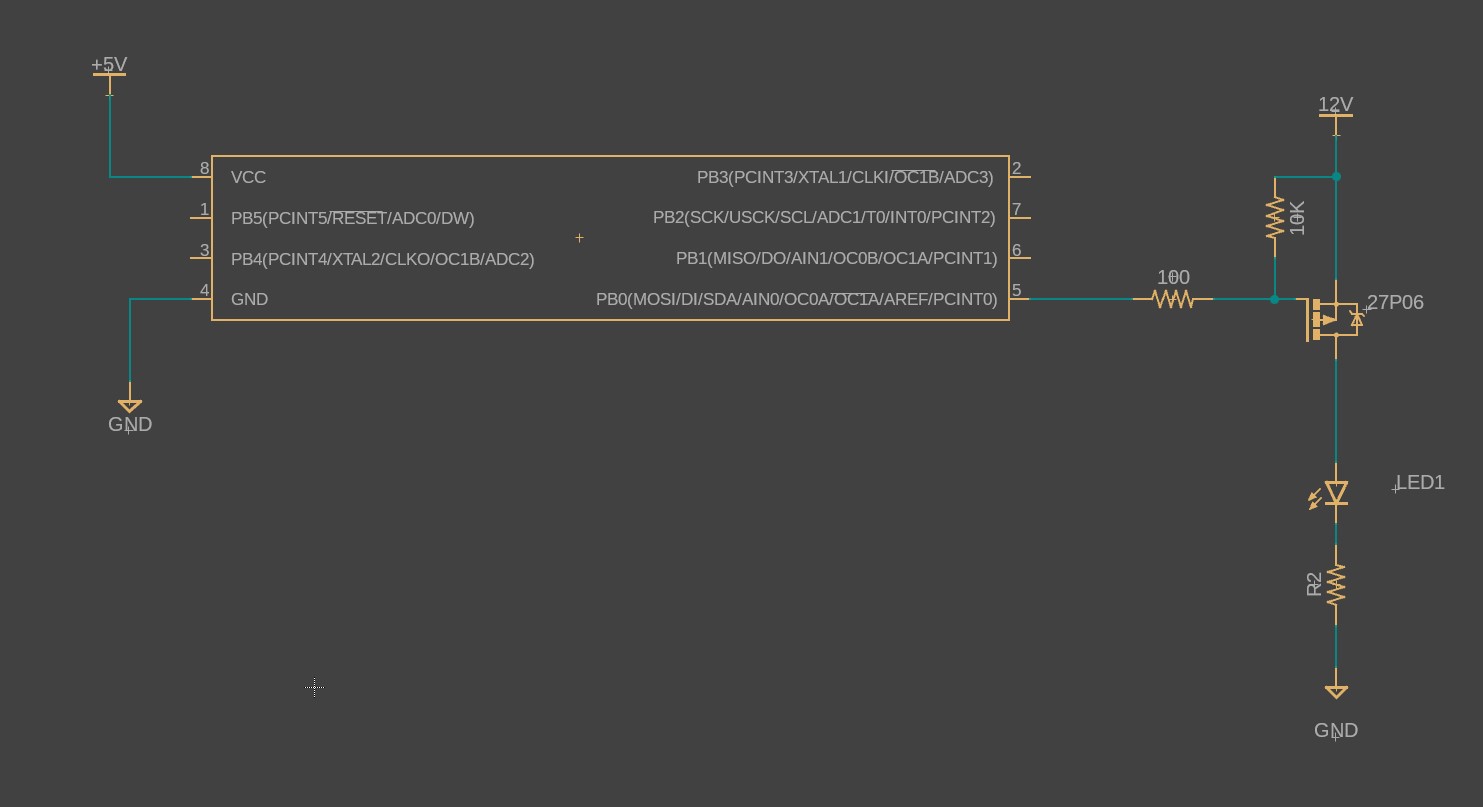 +5V
12V
8 VCC
PB3(PCINT3/XTAL1/CLKI/OC1B/ADC3) 2
1 PB5(PCINT5/RESET/ADC0/DW)
PB2(SCK/USCK/SCL/ADC1/T0/INT0/PCINT2) 7
10K
3 PB4(PCINT4/XTAL2/CLKO/OC1B/ADC2)
PB1(MISO/DO/AIN1/OC0B/OC1A/PCINT1) 6
4 GND
PB0(MOSI/DI/SDA/AIN0/OC0A/OC1A/AREF/PCINT0) 5
100
27P06
GND
LED1
R2
GND